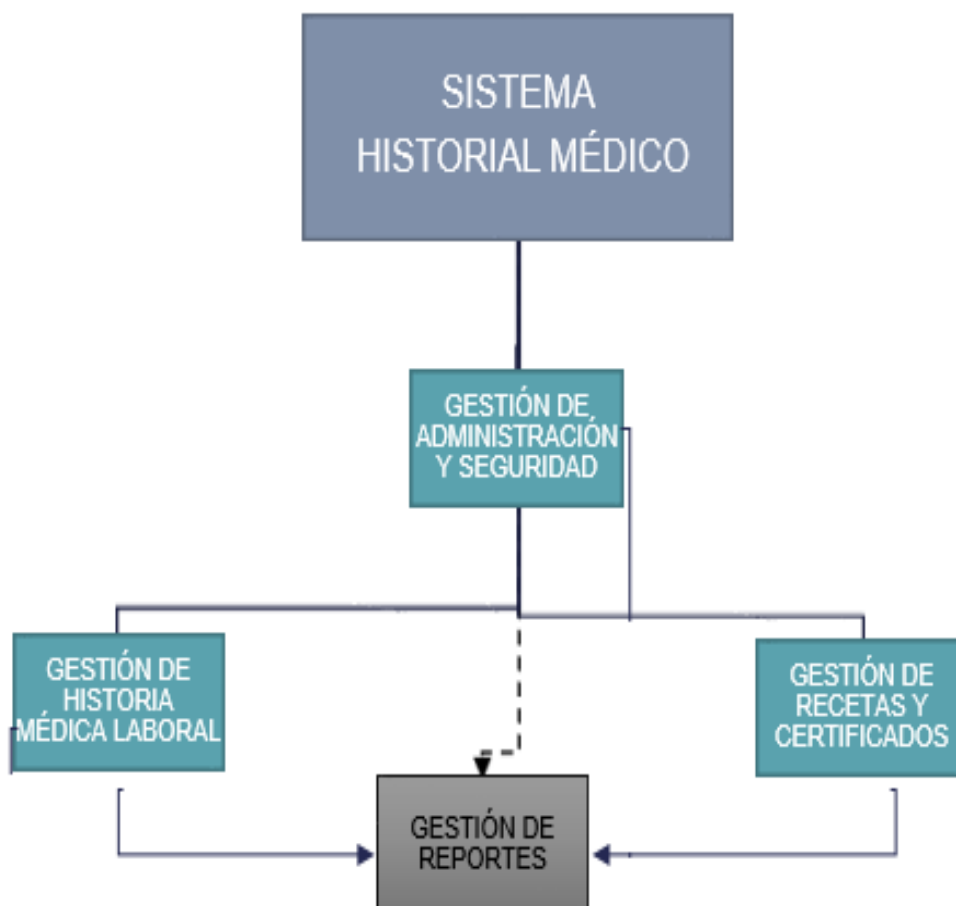 SISTEMA
HISTORIAL MÉDICO
GESTIÓN DE
ADMINISTRACIÓN
Y SEGURIDAD
GESTIÓN DE
HISTORIA
MÉDICA LABORAL
GESTIÓN DE
RECETAS Y
CERTIFICADOS
GESTIÓN DE
REPORTES